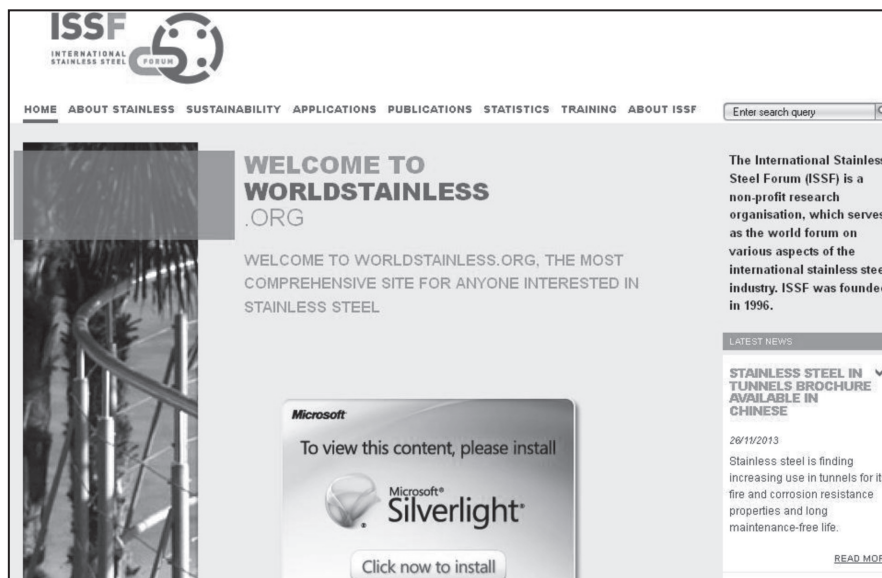 ISSF
INTERNATIONAL
STAINLESS STEEL
FORUM
HOME ABOUT STAINLESS SUSTAINABILITY APPLICATIONS PUBLICATIONS STATISTICS TRAINING ABOUT ISSF
Enter search query
WELCOME TO
WORLDSTAINLESS
.ORG
WELCOME TO WORLDSTAINLESS.ORG, THE MOST
COMPREHENSIVE SITE FOR ANYONE INTERESTED IN
STAINLESS STEEL
Microsoft
To view this content, please install
Microsoft®
Silverlight®
Click now to install
The International Stainless
Steel Forum (ISSF) is a
non-profit research
organisation, which serves
as the world forum on
various aspects of the
international stainless stee
industry. ISSF was founde
in 1996.
LATEST NEWS
STAINLESS STEEL IN
TUNNELS BROCHURE
AVAILABLE IN
CHINESE
26/11/2013
Stainless steel is finding
increasing use in tunnels for it
fire and corrosion resistance
properties and long
maintenance-free life.
READ MOR